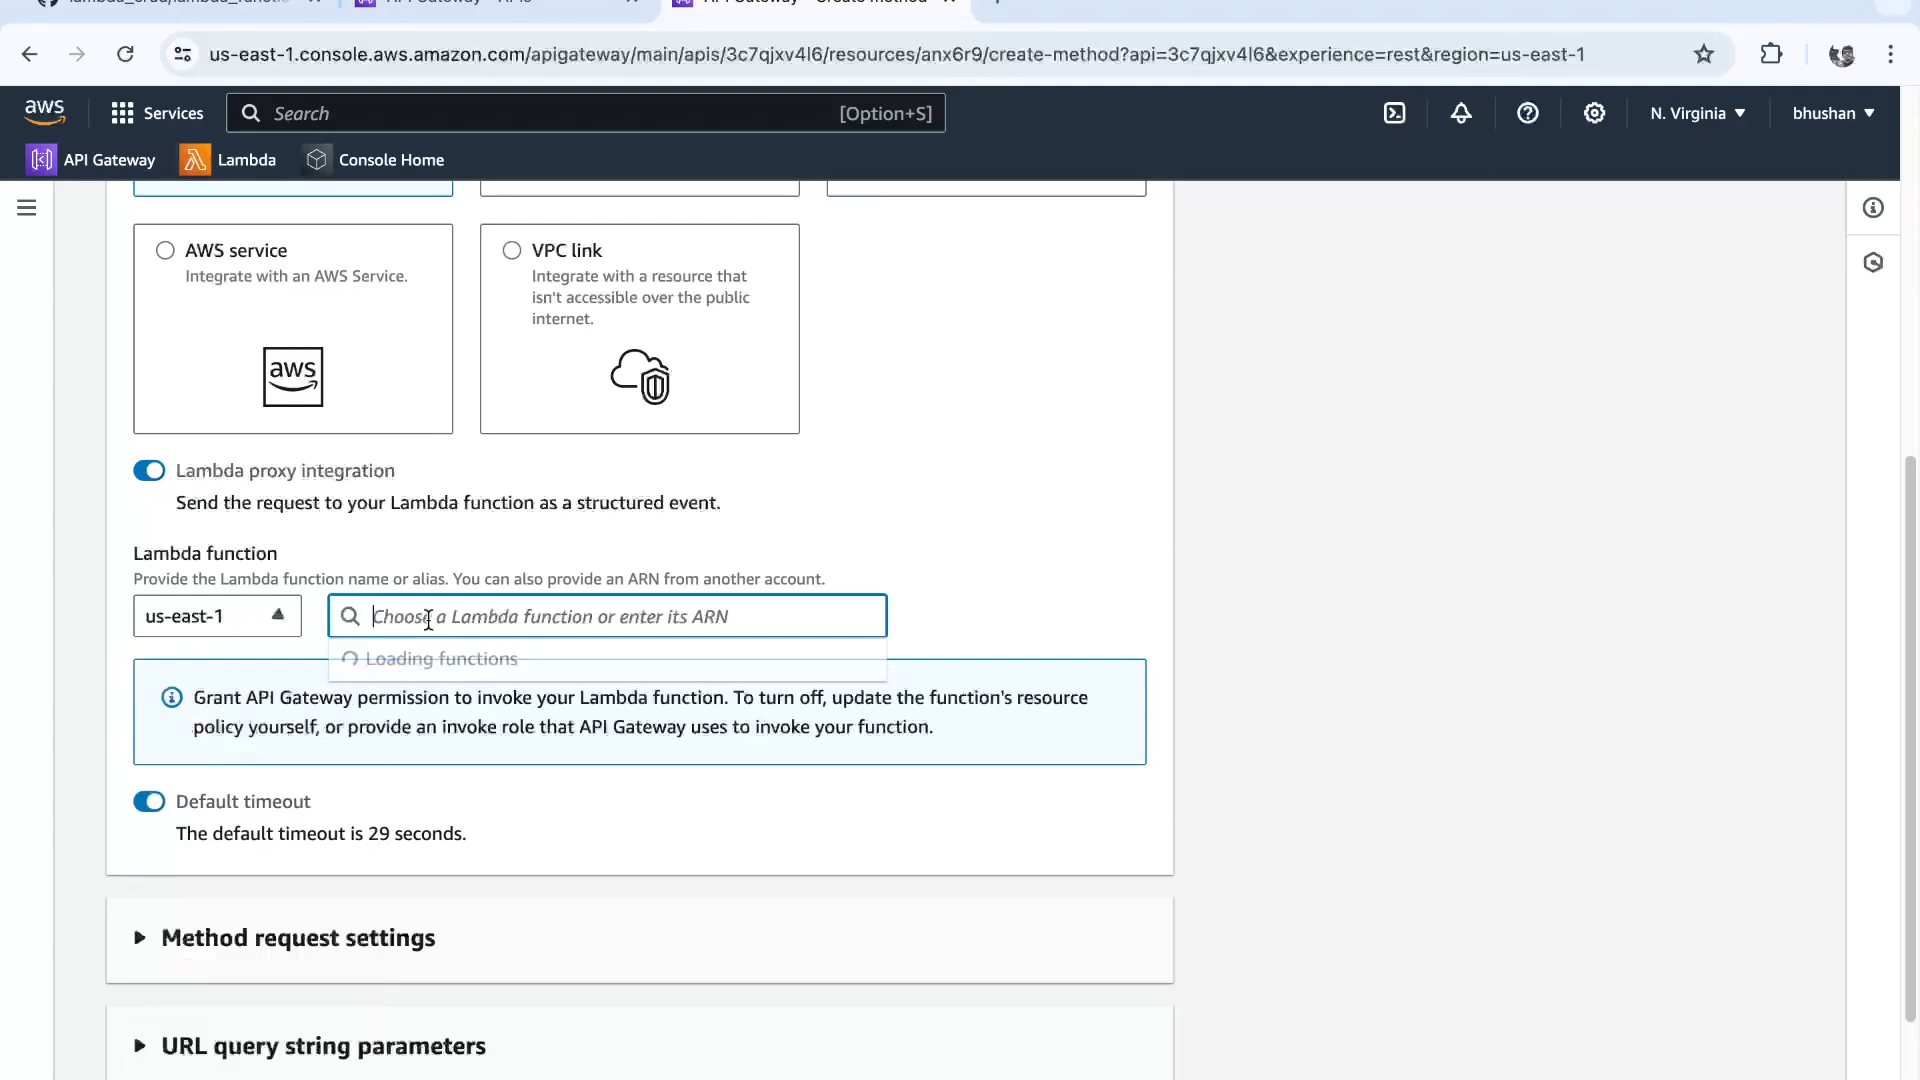 us-east-1.console.aws.amazon.com/apigateway/main/apis/3c7qjxv4l6/resources/anx6r9/create-method?api=3c7qjxv4l6&experience=rest&region=us-east-1
aws
Services
Search
[Option+S]
N. Virginia
bhushan
API Gateway
Lambda
Console Home
AWS service
Integrate with an AWS Service.
aws
VPC link
Integrate with a resource that
isn't accessible over the public
internet.
Lambda proxy integration
Send the request to your Lambda function as a structured event.
Lambda function
Provide the Lambda function name or alias. You can also provide an ARN from another account.
us-east-1
Choose a Lambda function or enter its ARN
Loading functions
Grant API Gateway permission to invoke your Lambda function. To turn off, update the function's resource
policy yourself, or provide an invoke role that API Gateway uses to invoke your function.
Default timeout
The default timeout is 29 seconds.
Method request settings
URL query string parameters